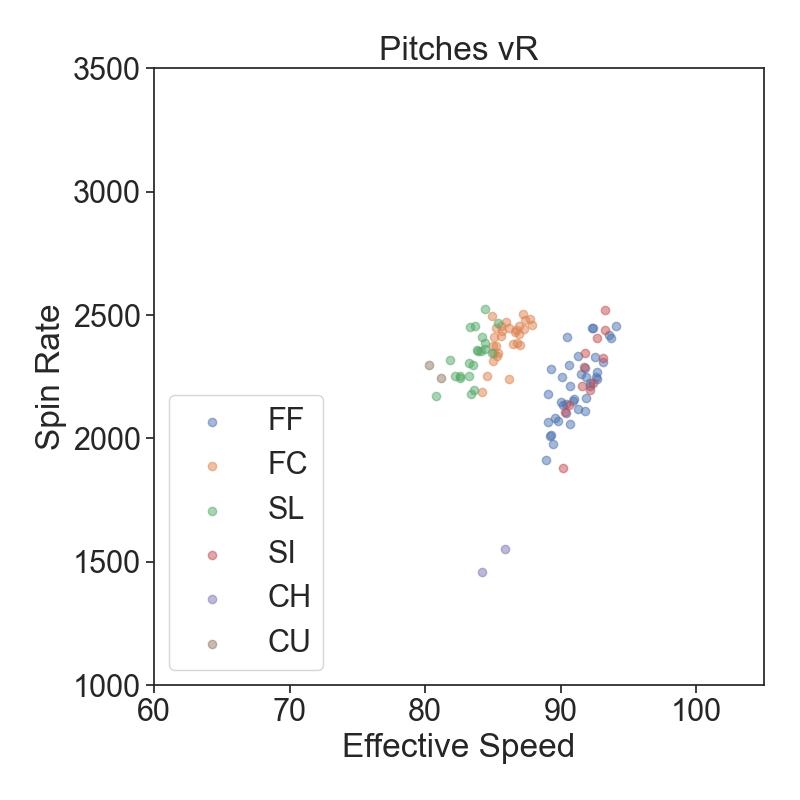 Pitches vR
3500
3000
2500
2000
1500
1000
Spin Rate
FF
FC
SL
SI
CH
CU
60 70 80 90 100
Effective Speed